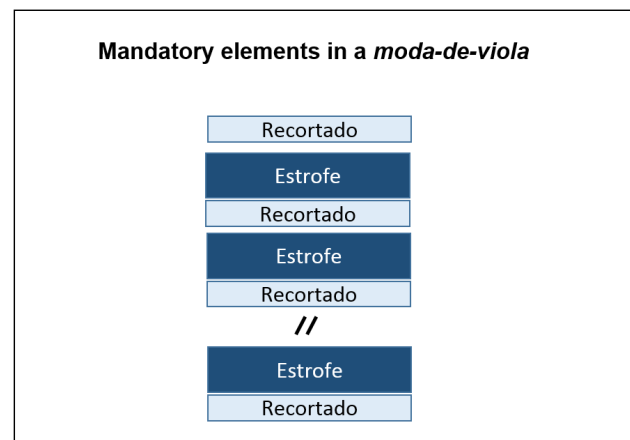 Mandatory elements in a moda-de-viola
Recortado
Estrofe
Recortado
Estrofe
Recortado
//
Estrofe
Recortado